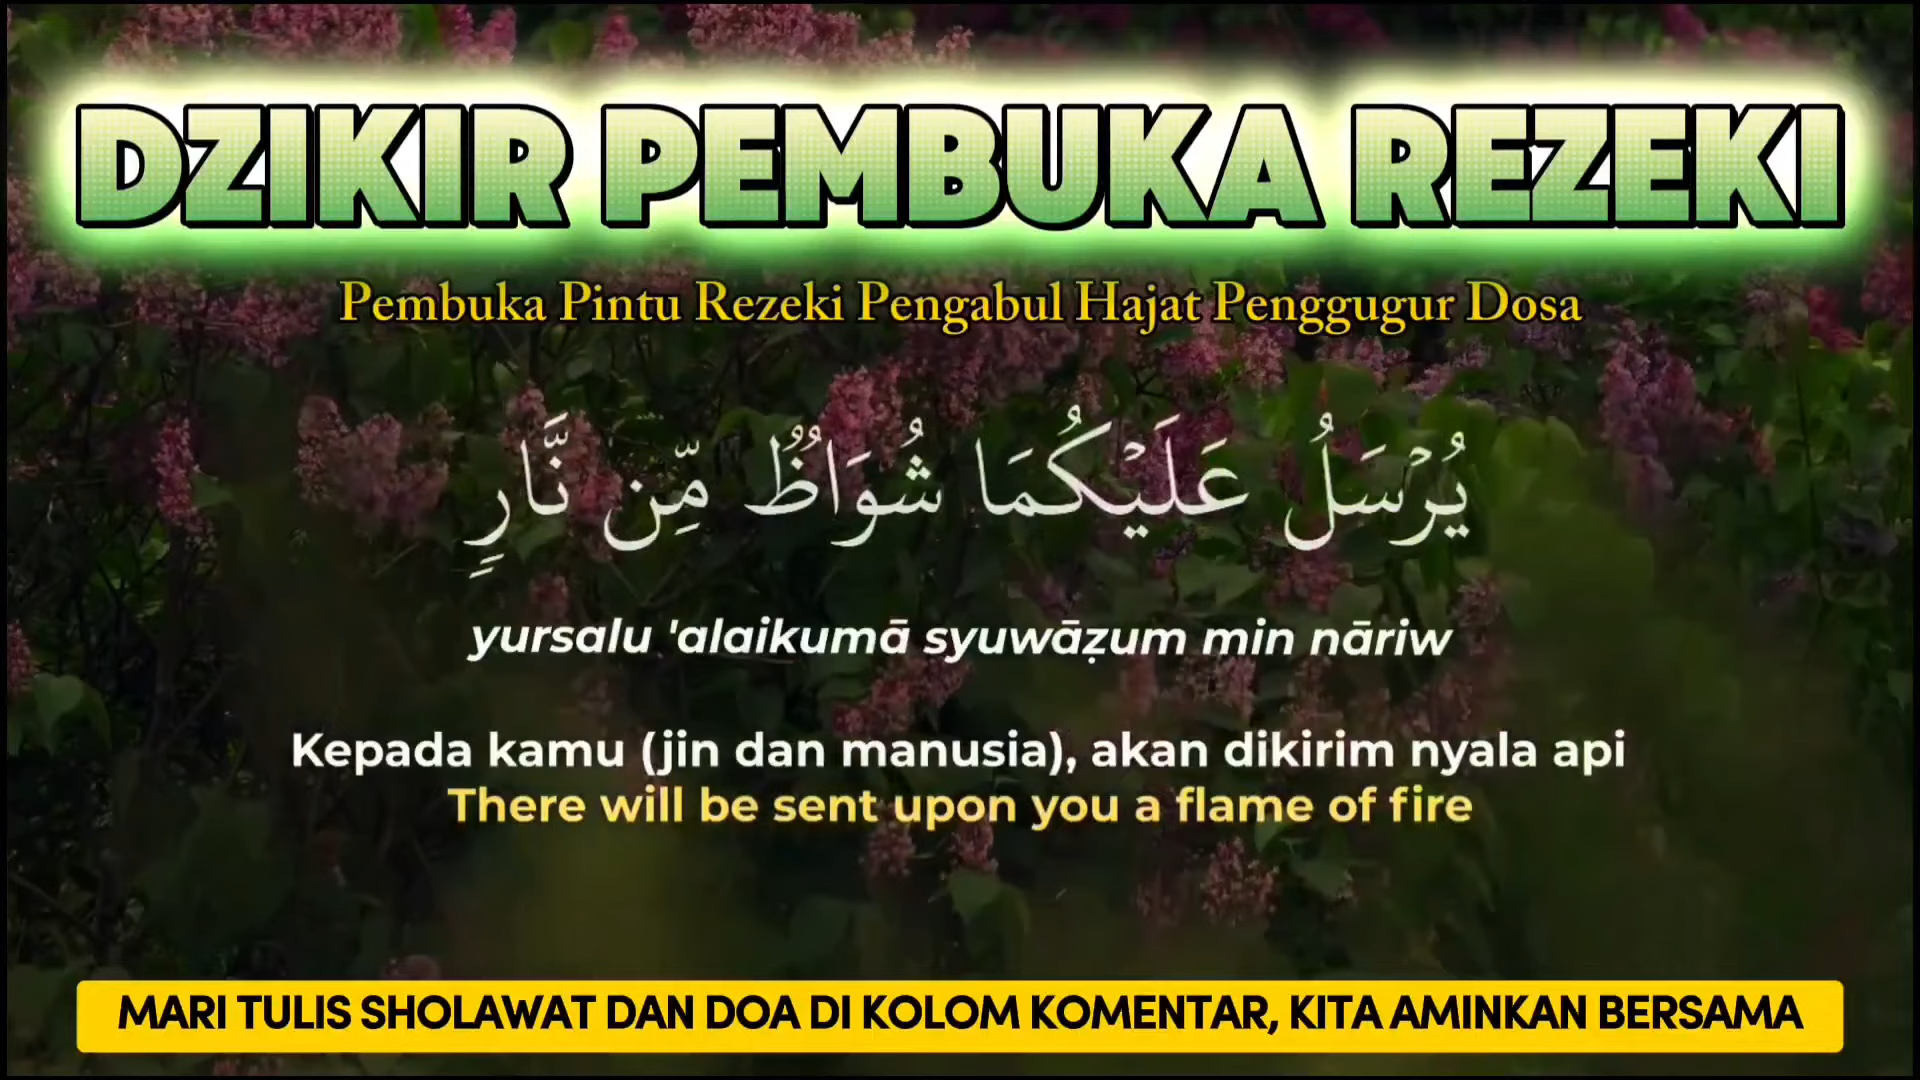 DZIKIR PEMBUKA REZEKI
Pembuka Pintu Rezeki Pengabul Hajat Penggugur Dosa
يُرْسَلُ عَلَيْكُمَا شُوَاظٌ مِّن نَّارٍ
yursalu 'alaikumā syuwāẓum min nāriw
Kepada kamu (jin dan manusia), akan dikirim nyala api
There will be sent upon you a flame of fire
MARI TULIS SHOLAWAT DAN DOA DI KOLOM KOMENTAR, KITA AMINKAN BERSAMA